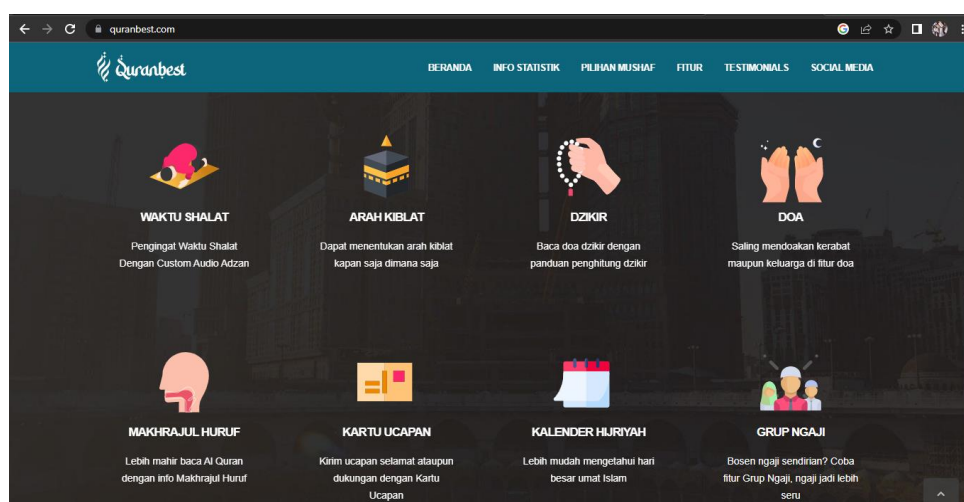 quranbest.com
Quranbest
BERANDA INFO STATISTIK PILIHAN MUSHAF FITUR TESTIMONIALS SOCIAL MEDIA
WAKTU SHALAT
Pengingat Waktu Shalat
Dengan Custom Audio Adzan
ARAH KIBLAT
Dapat menentukan arah kiblat
kapan saja dimana saja
DZIKIR
Baca doa dzikir dengan
panduan penghitung dzikir
DOA
Saling mendoakan kerabat
maupun keluarga di fitur doa
MAKHRAJUL HURUF
Lebih mahir baca Al Quran
dengan info Makhrajul Huruf
KARTU UCAPAN
Kirim ucapan selamat ataupun
dukungan dengan Kartu
Ucapan
KALENDER HIJRIYAH
Lebih mudah mengetahui hari
besar umat Islam
GRUP NGAJI
Bosen ngaji sendirian? Coba
fitur Grup Ngaji, ngaji jadi lebih
seru